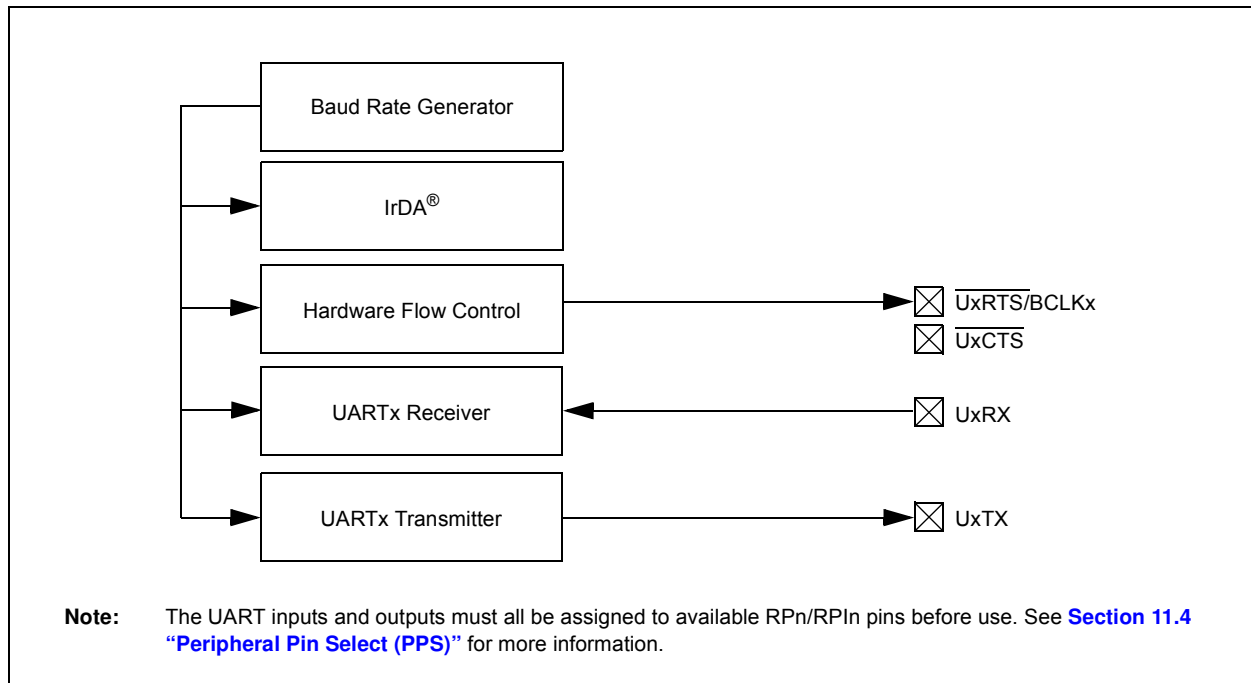 Baud Rate Generator
IrDA®
Hardware Flow Control
UxRTS/BCLKx
UxCTS
UARTx Receiver
UxRX
UARTx Transmitter
UxTX
Note: The UART inputs and outputs must all be assigned to available RPn/RPIn pins before use. See Section 11.4
“Peripheral Pin Select (PPS)” for more information.